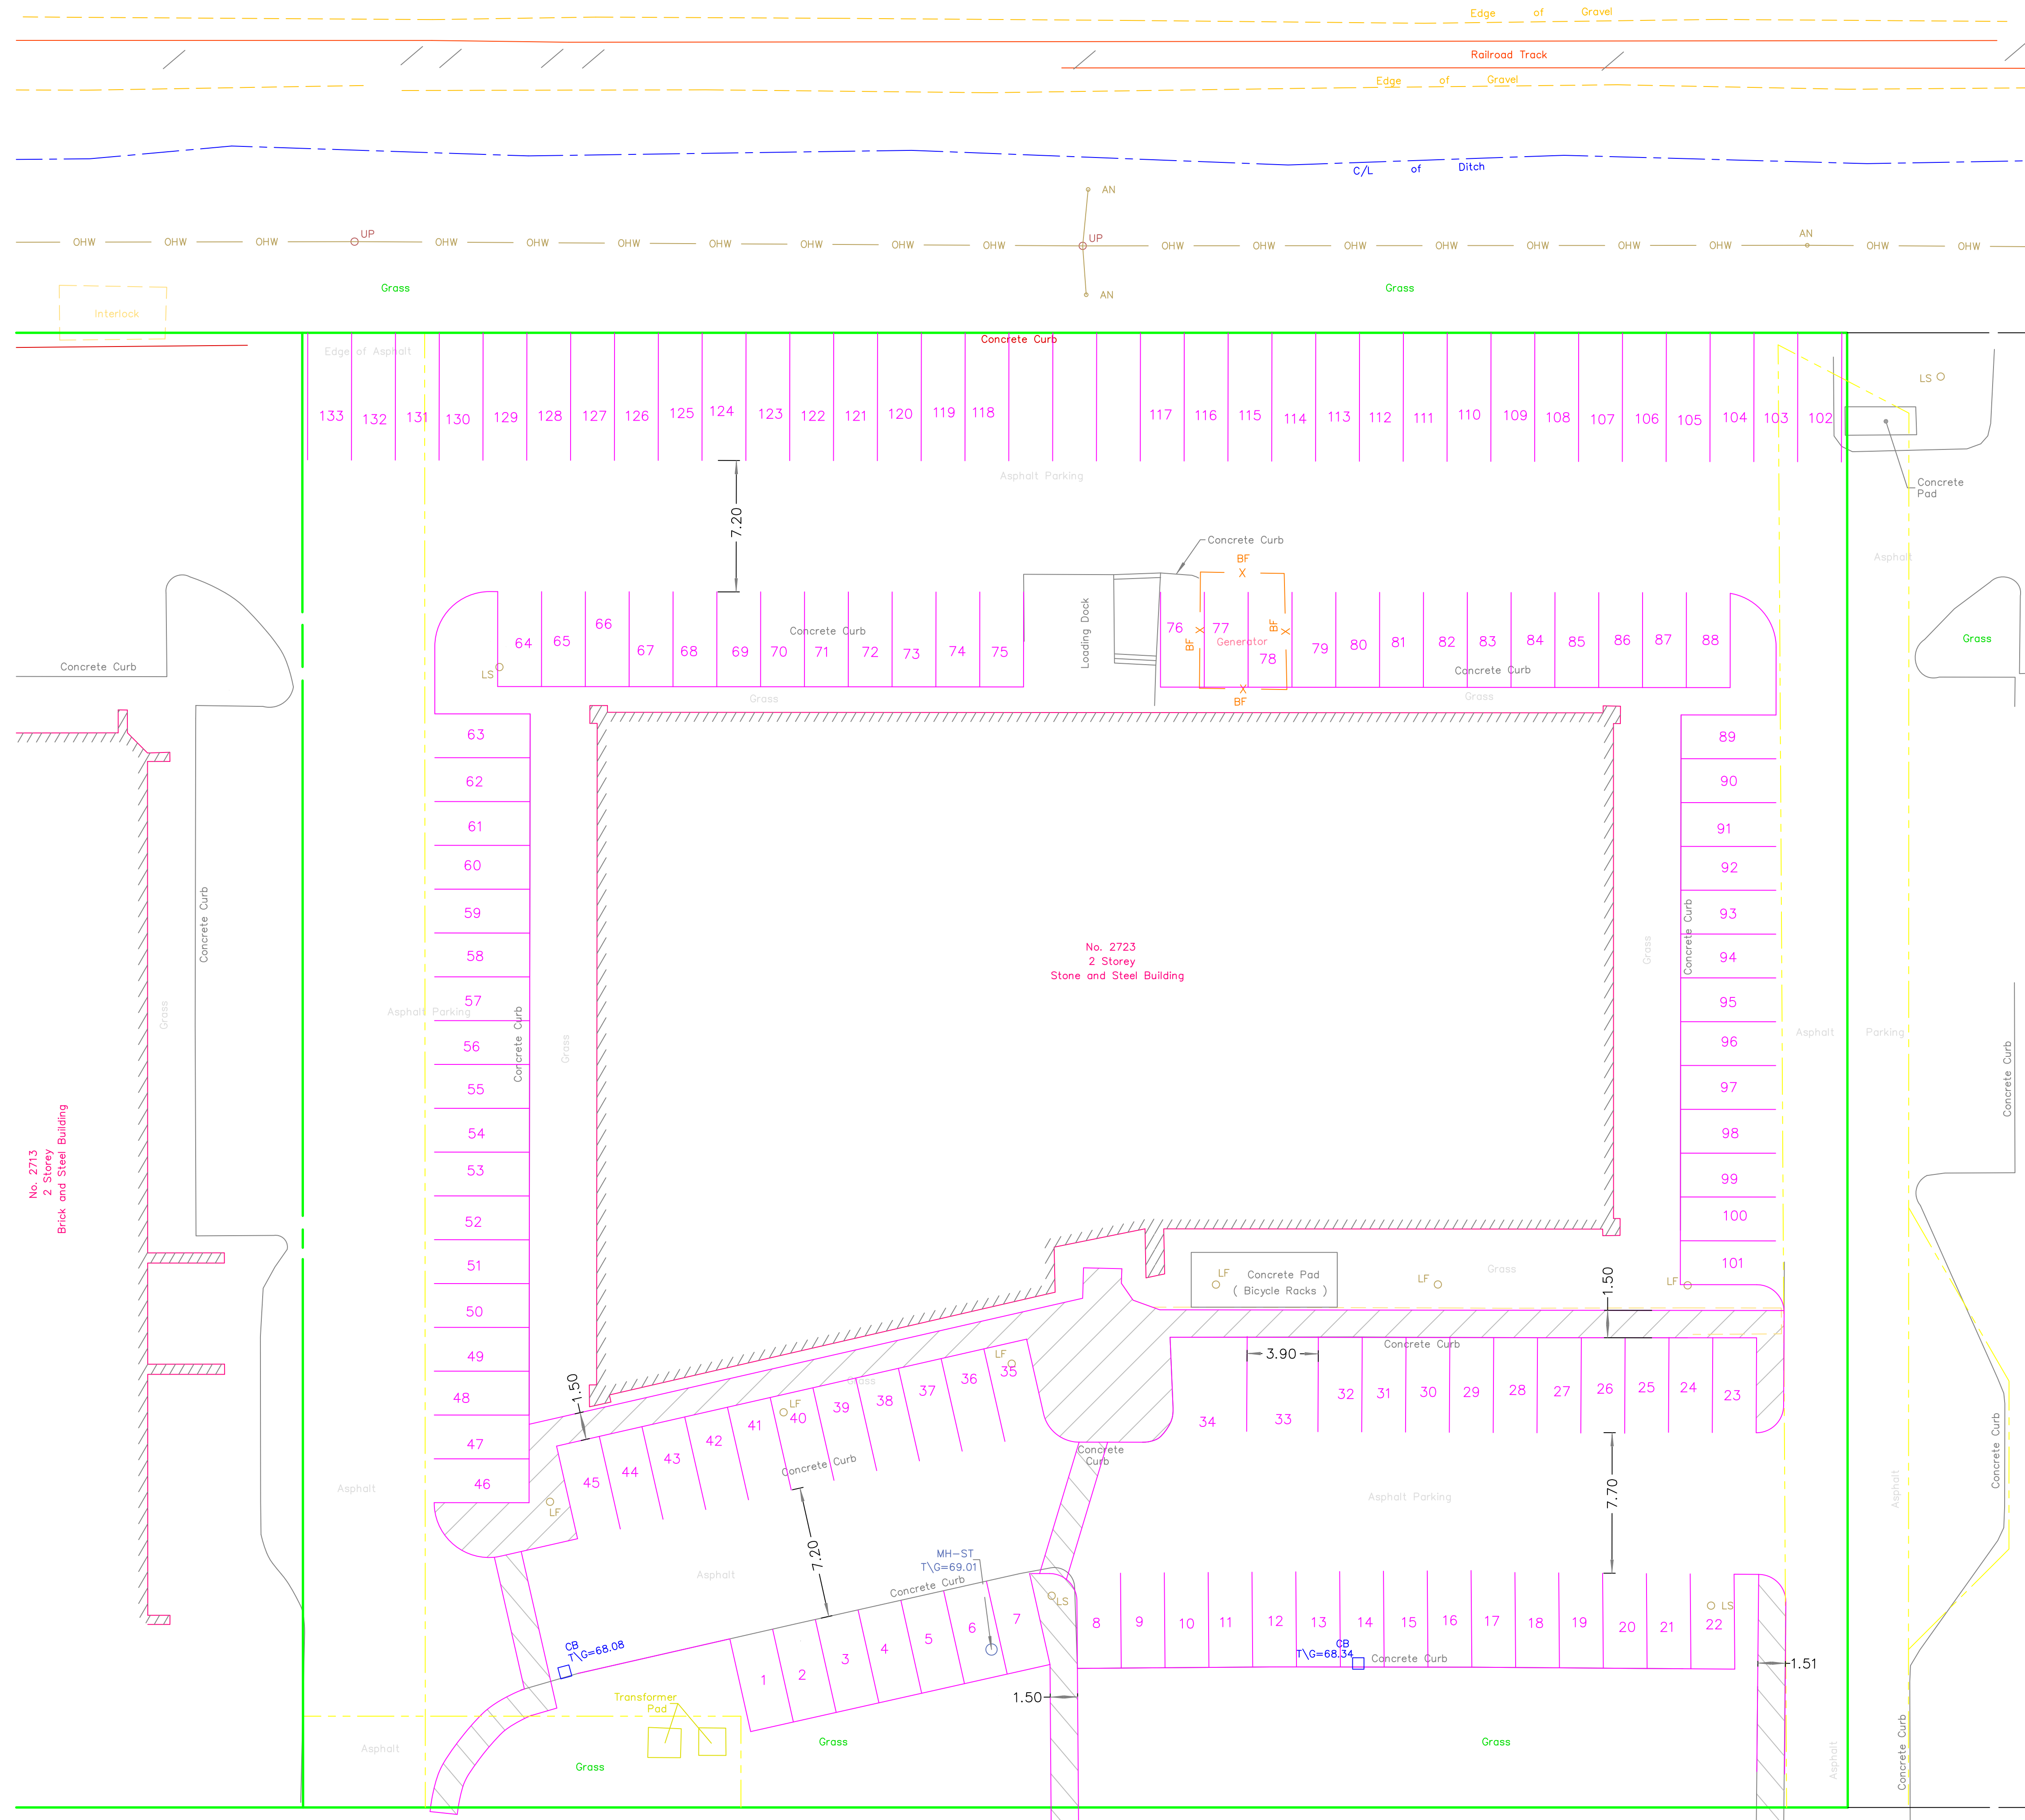 Edge of Gravel
Railroad Track
Edge of Gravel
C/L of Ditch
AN
OHW OHW OHW UP OHW OHW OHW OHW OHW OHW OHW UP OHW OHW OHW OHW OHW OHW OHW AN OHW OHW
AN
Grass
Grass
Interlock
Concrete Curb
Edge of Asphalt
LS
133 132 131 130 129 128 127 126 125 124 123 122 121 120 119 118 117 116 115 114 113 112 111 110 109 108 107 106 105 104 103 102
Asphalt Parking
Concrete
Pad
7.20
Concrete Curb
BF
X
Asphalt
64 65 66 67 68 69 70 71 72 73 74 75
Concrete Curb
LS
Loading Dock
76 77 78 79 80 81 82 83 84 85 86 87 88
BF
X
BF
X
Generator
X
BF
Concrete Curb
Grass
Grass
Grass
Concrete Curb
63
62
61
60
59
58
57
56
55
54
53
52
51
50
49
48
47
46
89
90
91
92
93
94
95
96
97
98
99
100
101
Concrete Curb
Grass
Asphalt Parking
Concrete Curb
Grass
No. 2723
2 Storey
Stone and Steel Building
Grass
Concrete Curb
Asphalt Parking
Concrete Curb
No. 2713
2 Storey
Brick and Steel Building
LF
Concrete Pad
( Bicycle Racks )
LF
Grass
LF
1.50
Concrete Curb
3.90
1.50
LF
LF
Grass
45 44 43 42 41 40 39 38 37 36 35
34 33 32 31 30 29 28 27 26 25 24 23
Concrete Curb
Concrete
Curb
LF
Asphalt
Asphalt Parking
7.70
Asphalt
Concrete Curb
7.20
MH-ST
T\G=69.01
Asphalt
Concrete Curb
LS
LS
1 2 3 4 5 6 7
8 9 10 11 12 13 14 15 16 17 18 19 20 21 22
CB
T\G=68.08
CB
T\G=68.34
Concrete Curb
1.51
1.50
Transformer
Pad
Asphalt
Grass
Grass
Grass
Asphalt
Concrete Curb